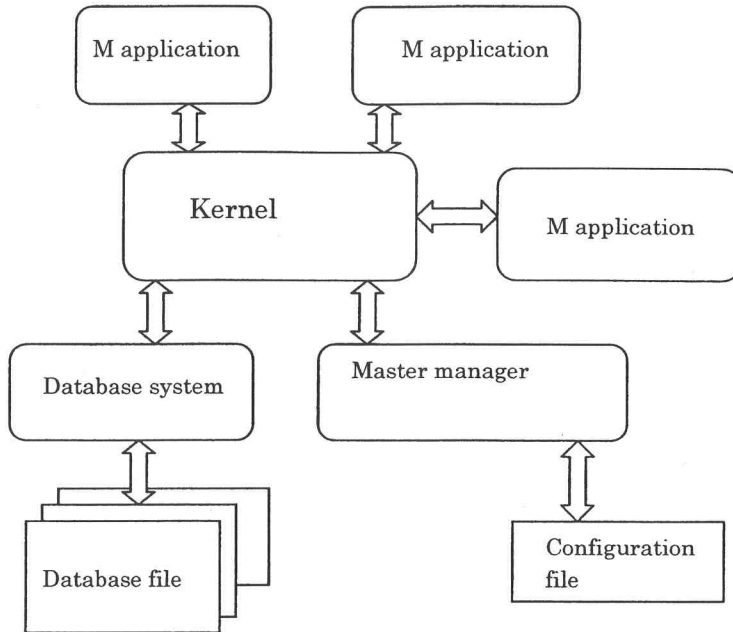 M application
M application
Kernel
M application
Database system
Master manager
Database file
Configuration
file